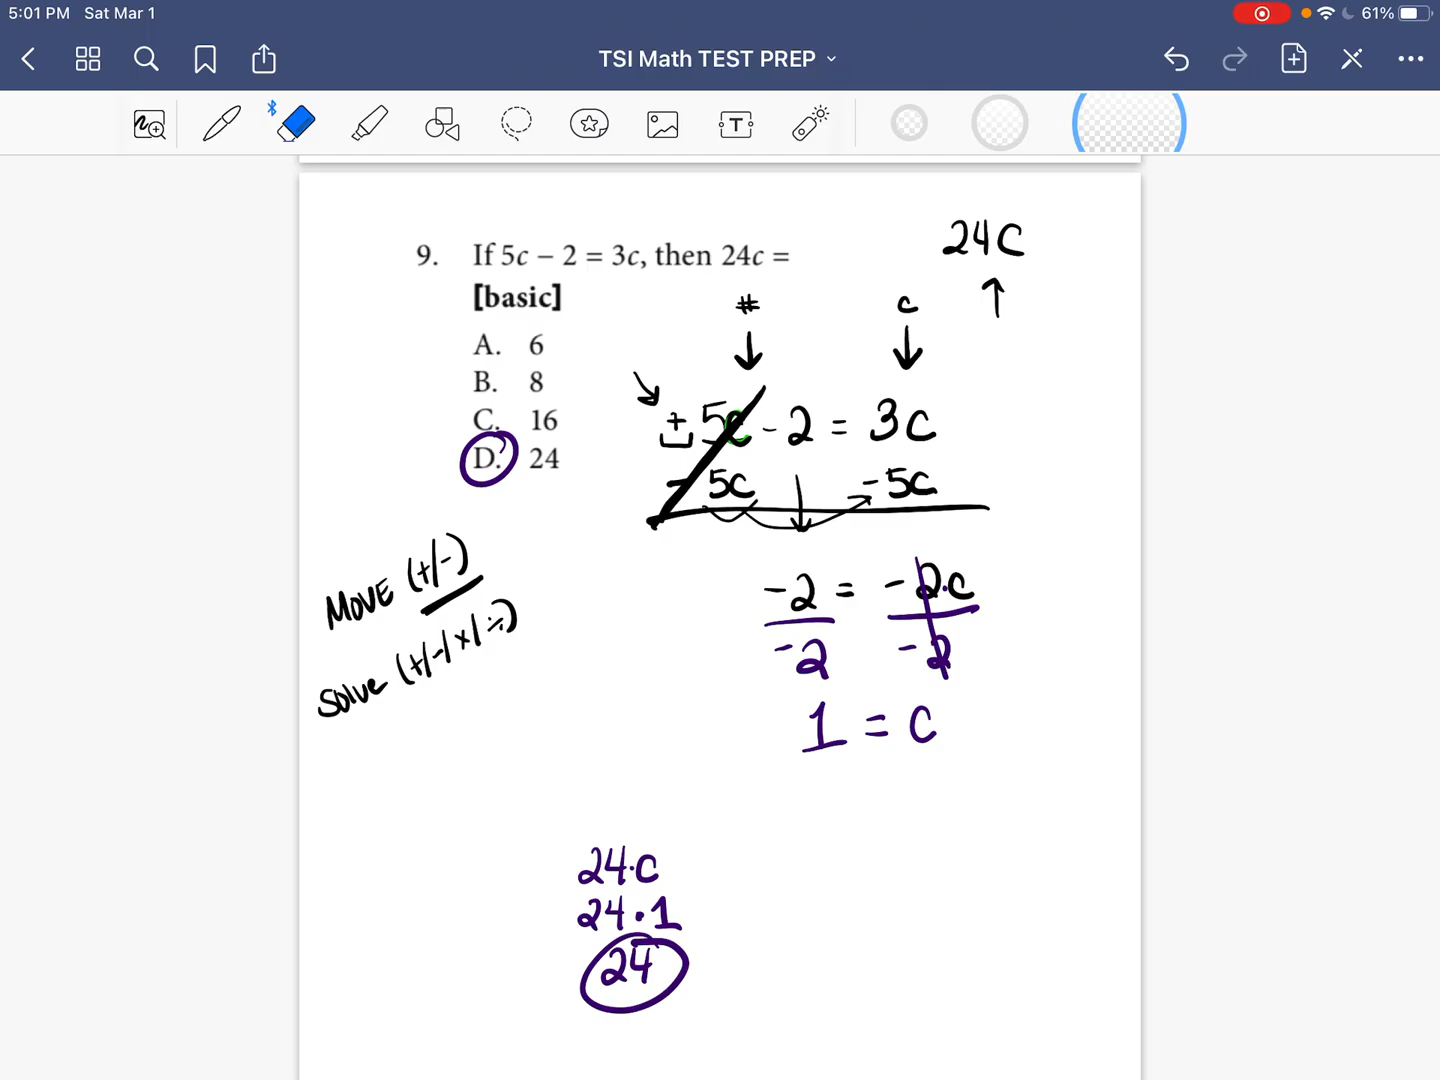 5:01 PM Sat Mar 1
61%
TSI Math TEST PREP
T
9. If 5c − 2 = 3c, then 24c =
[basic]
A. 6
B. 8
C. 16
D. 24
24C
# c
+ 5c - 2 = 3c
- 5c - 5c
-2 = -2·c
-2 -2
1 = c
MOVE (+/-)
Solve (+/-/×/÷)
24·c
24·1
24